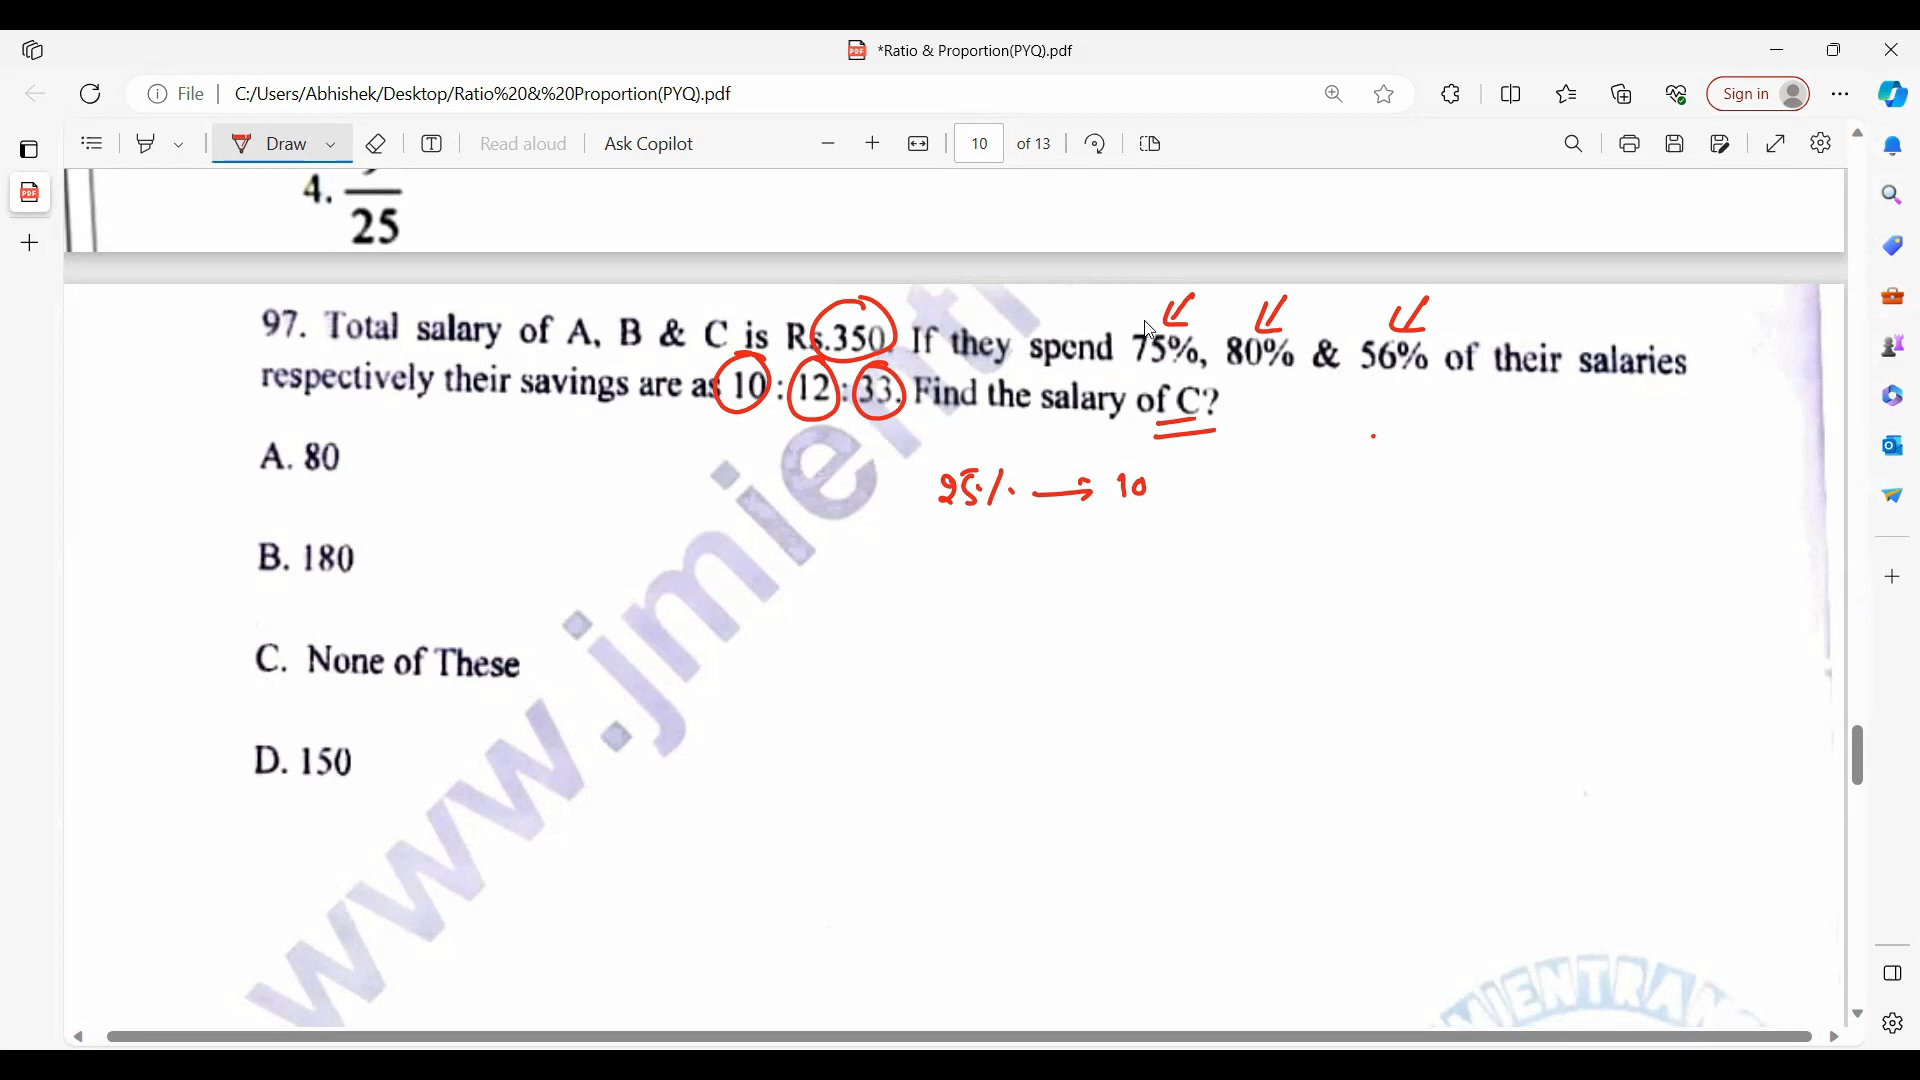 *Ratio & Proportion(PYQ).pdf
File
C:/Users/Abhishek/Desktop/Ratio%20&%20Proportion(PYQ).pdf
Sign in
Draw
Read aloud
Ask Copilot
10 of 13
4.
25
97. Total salary of A, B & C is Rs.350. If they spend 75%, 80% & 56% of their salaries
respectively their savings are as 10 : 12 : 33. Find the salary of C?
25% → 10
A. 80
B. 180
C. None of These
D. 150
www.jmient
MIENTRAN